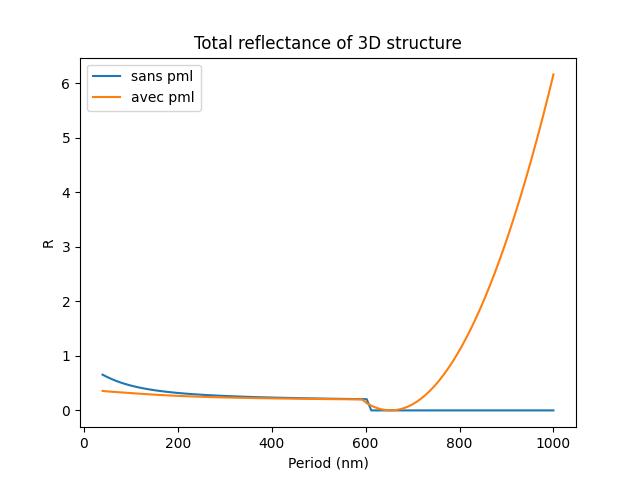 Total reflectance of 3D structure
sans pml
avec pml
R
6
5
4
3
2
1
0
0
200
400
600
800
1000
Period (nm)